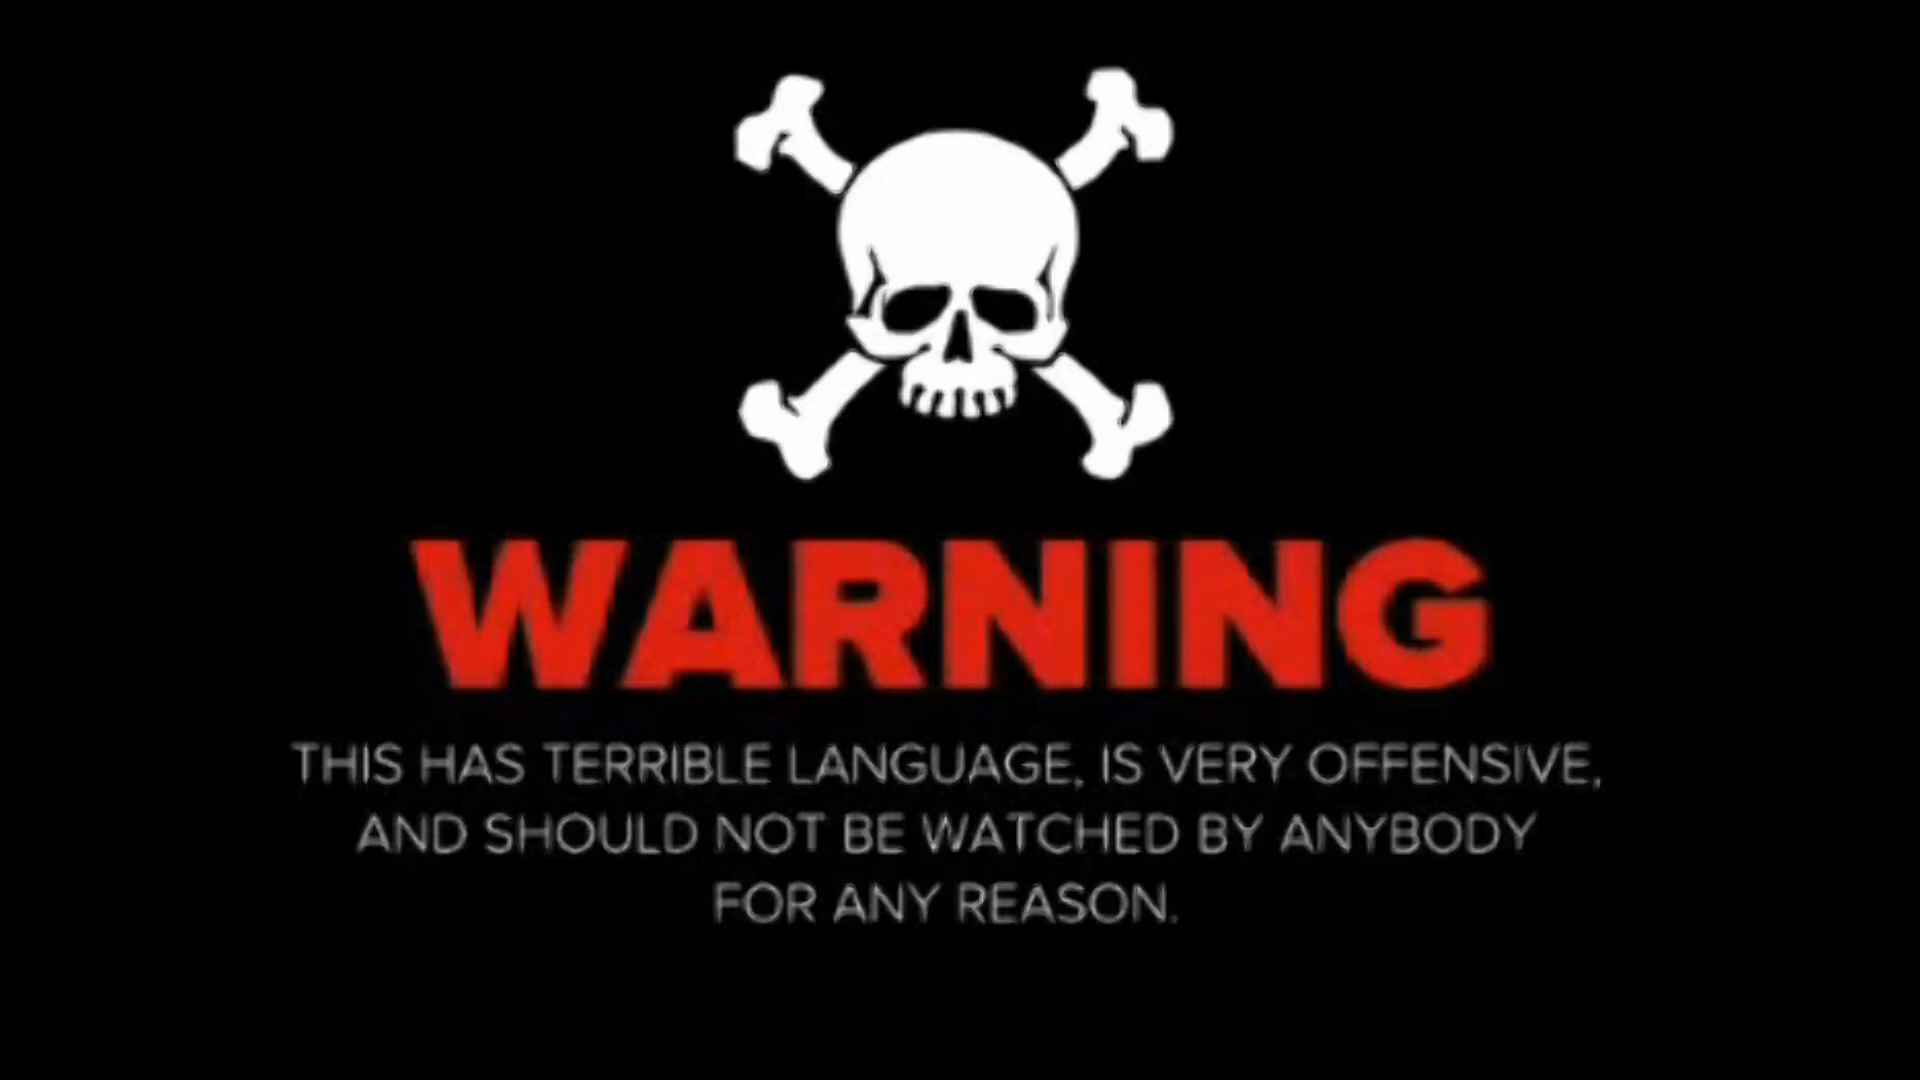 WARNING
THIS HAS TERRIBLE LANGUAGE, IS VERY OFFENSIVE,
AND SHOULD NOT BE WATCHED BY ANYBODY
FOR ANY REASON.